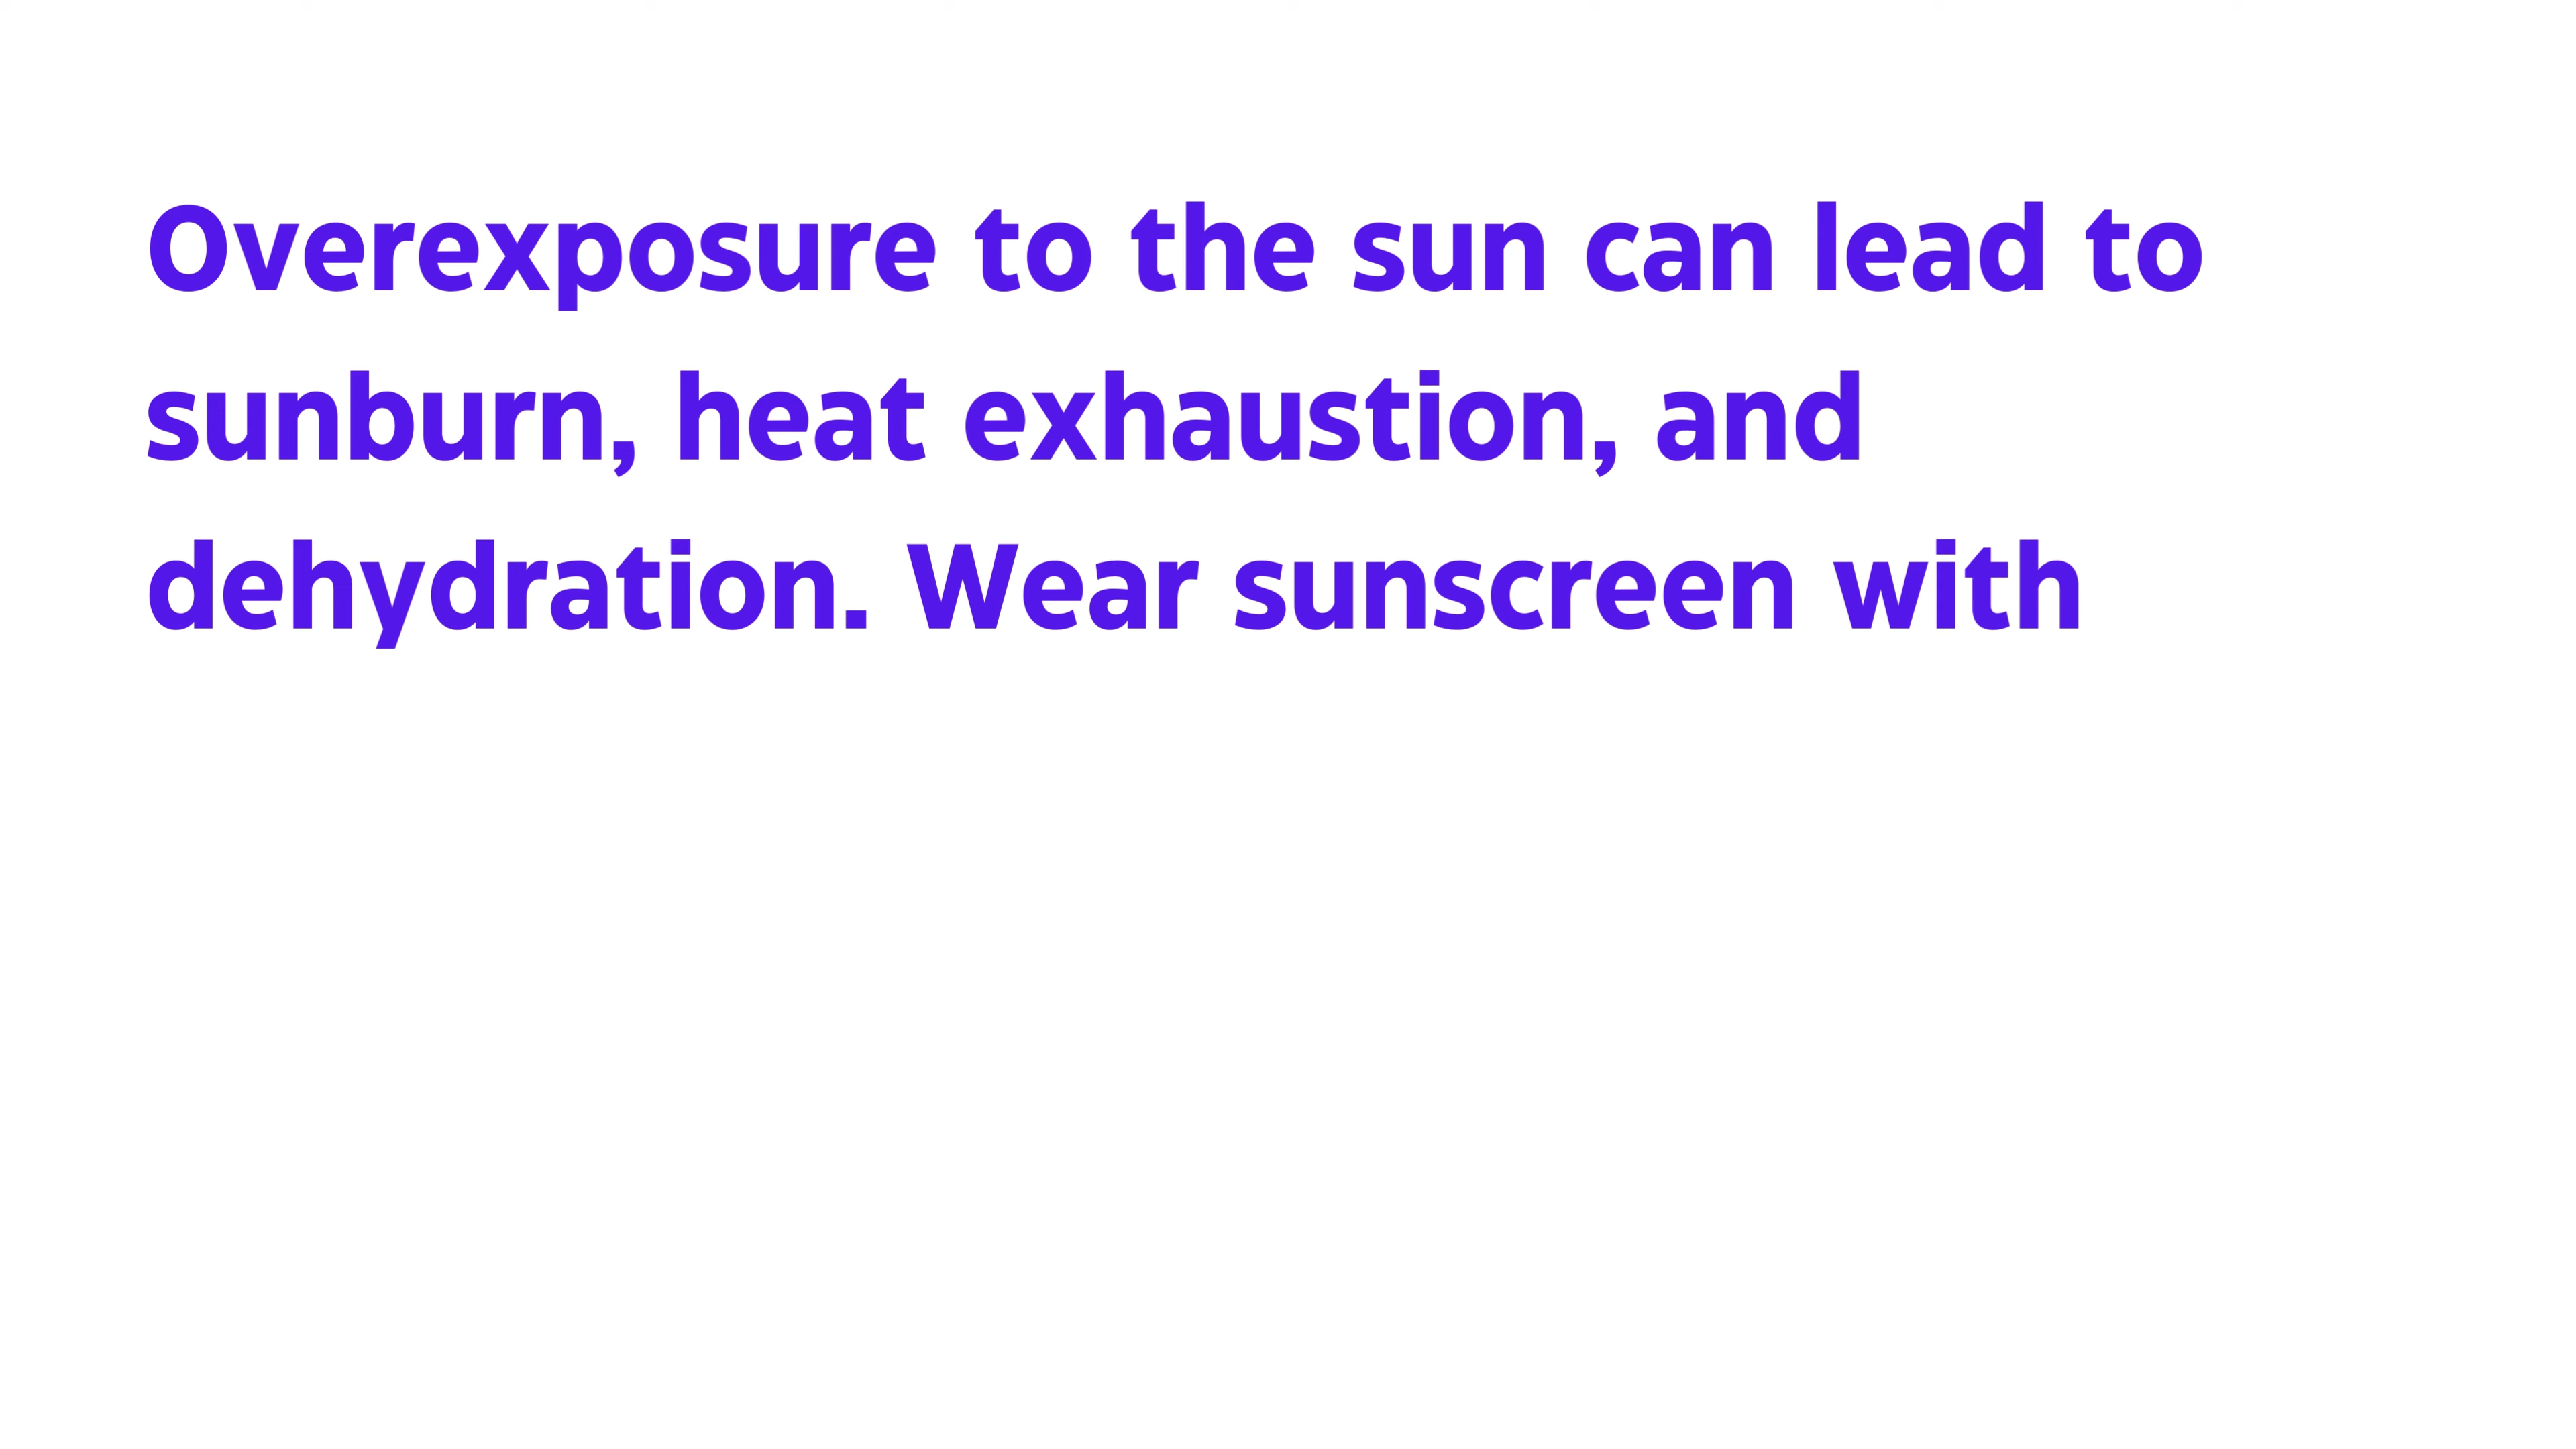 Overexposure to the sun can lead to
sunburn, heat exhaustion, and
dehydration. Wear sunscreen with